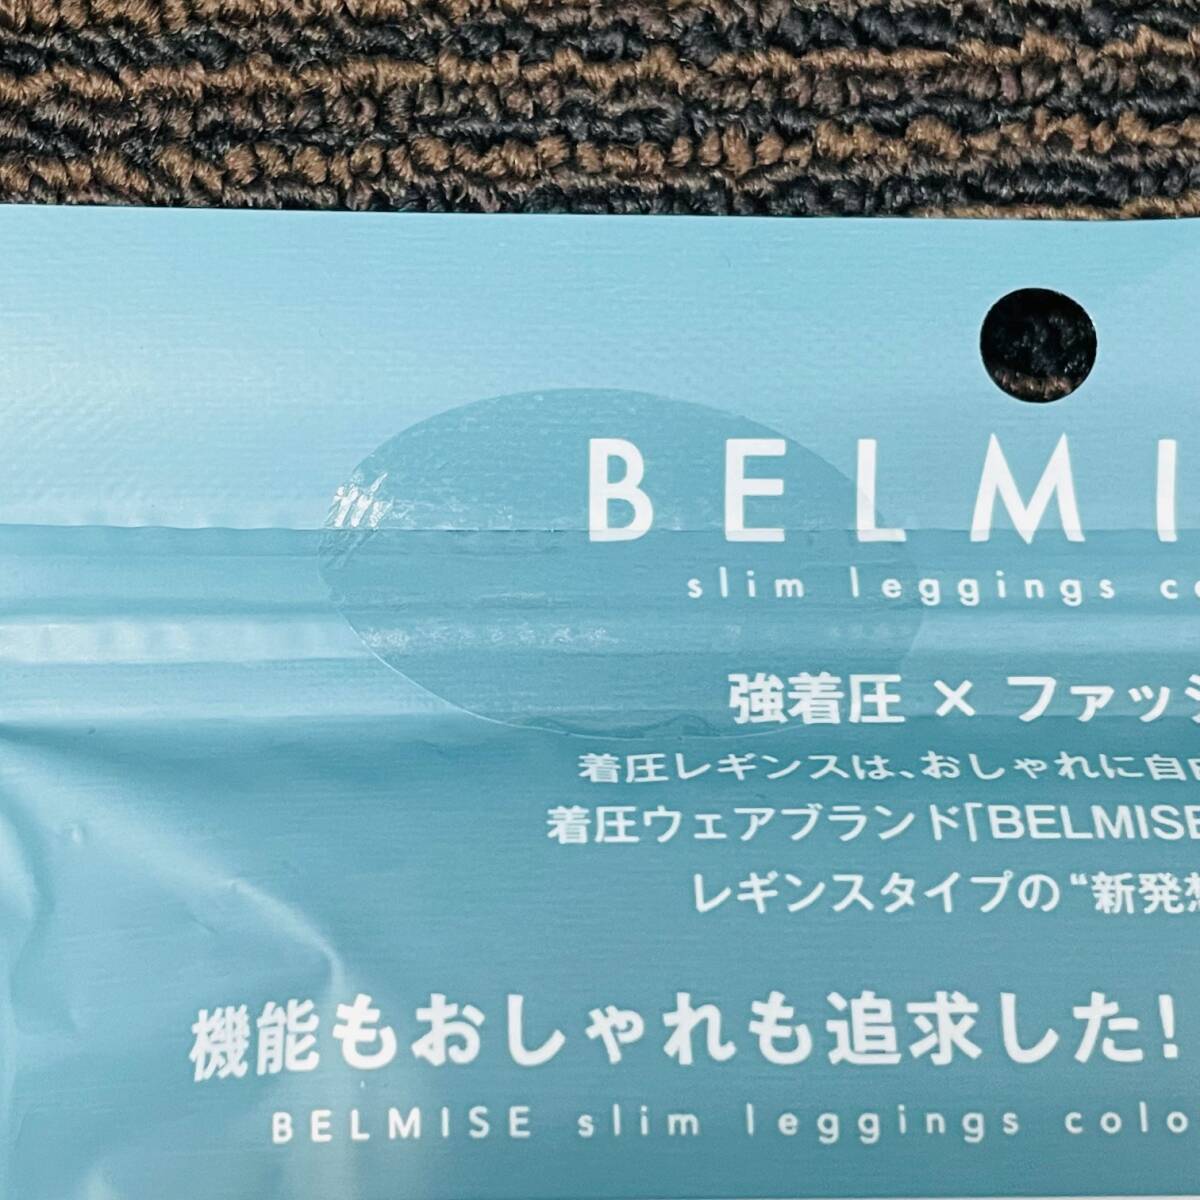 BELMI
slim leggings co
強着圧 × ファッシ
着圧レギンスは、おしゃれに自由
着圧ウェアブランド「BELMISE
レギンスタイプの “新発想
機能もおしゃれも追求した!
BELMISE slim leggings colo